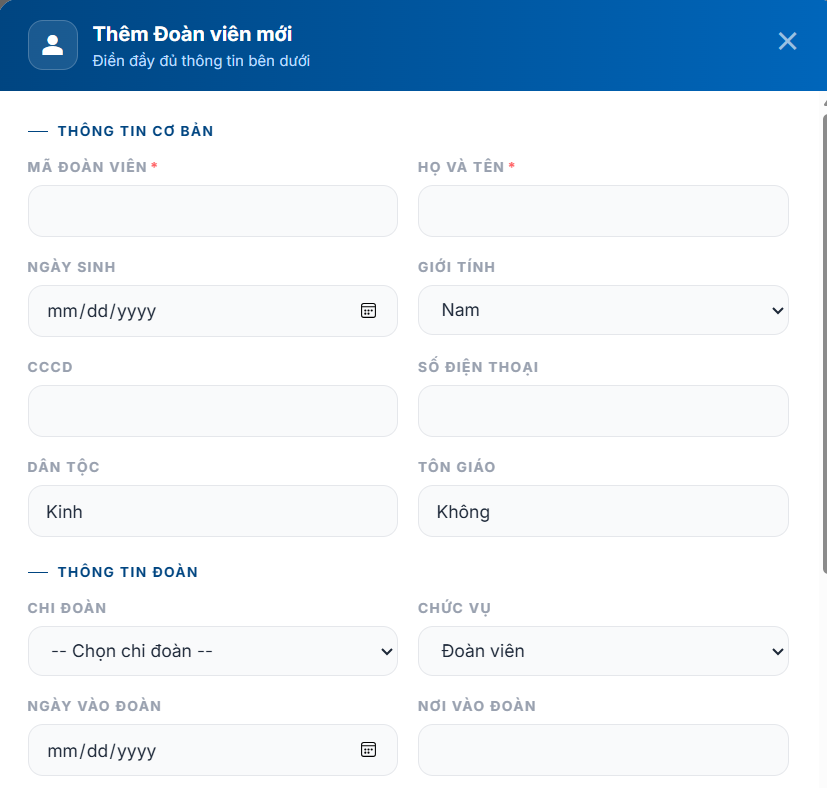 Thêm Đoàn viên mới
Điền đầy đủ thông tin bên dưới
THÔNG TIN CƠ BẢN
MÃ ĐOÀN VIÊN *
HỌ VÀ TÊN *
NGÀY SINH
GIỚI TÍNH
mm/dd/yyyy
Nam
CCCD
SỐ ĐIỆN THOẠI
DÂN TỘC
TÔN GIÁO
Kinh
Không
THÔNG TIN ĐOÀN
CHI ĐOÀN
CHỨC VỤ
-- Chọn chi đoàn --
Đoàn viên
NGÀY VÀO ĐOÀN
NƠI VÀO ĐOÀN
mm/dd/yyyy